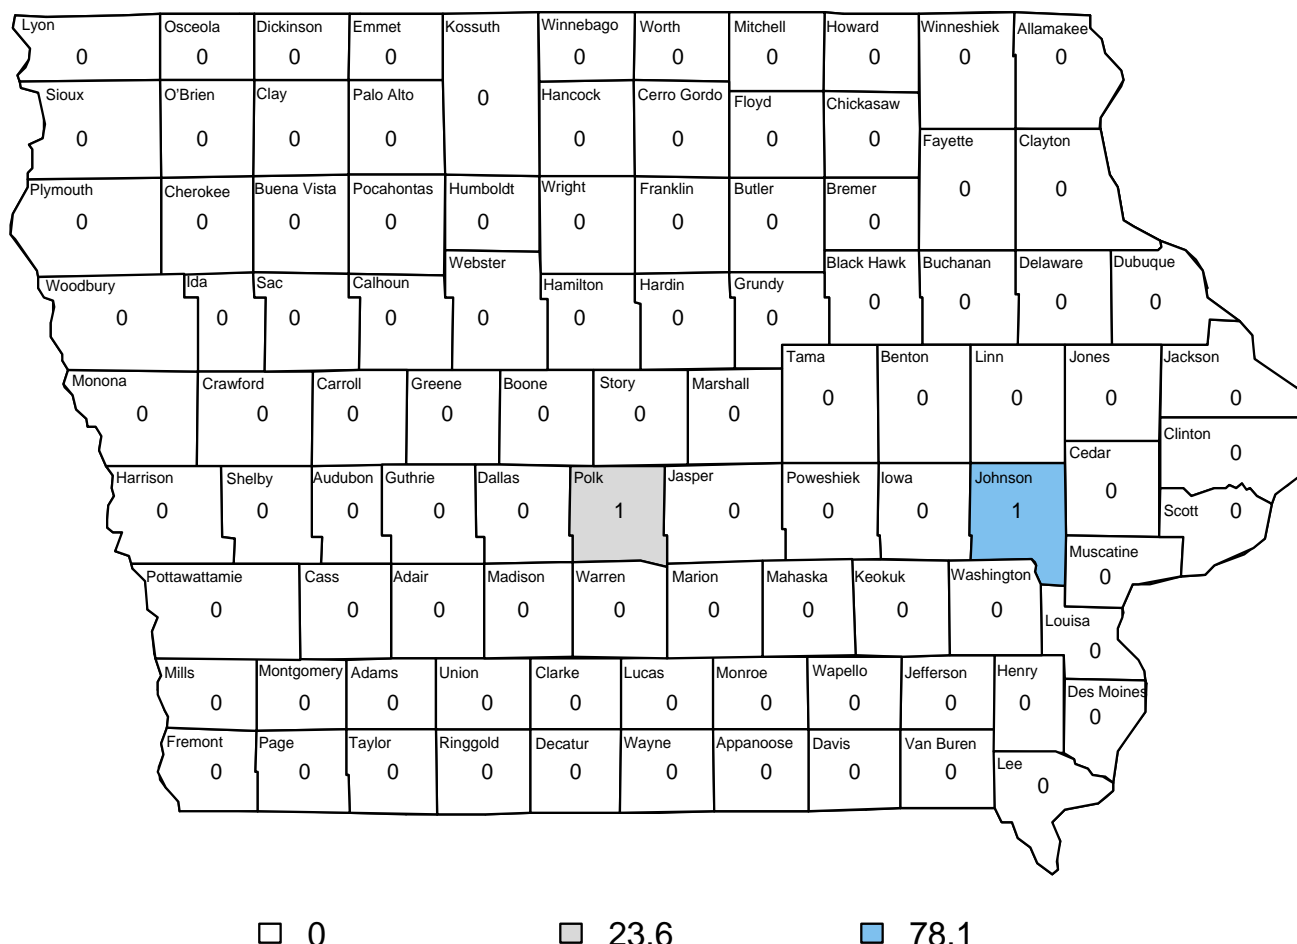 Lyon Osceola Dickinson Emmet Kossuth Winnebago Worth Mitchell Howard Winneshiek Allamakee
0 0 0 0 0 0 0 0 0 0
Sioux O'Brien Clay Palo Alto 0 Hancock Cerro Gordo Floyd Chickasaw
0 0 0 0 0 0 0 0
Fayette Clayton
0 0
Plymouth Cherokee Buena Vista Pocahontas Humboldt Wright Franklin Butler Bremer
0 0 0 0 0 0 0 0 0
Woodbury Ida Sac Calhoun Webster Hamilton Hardin Grundy Black Hawk Buchanan Delaware Dubuque
0 0 0 0 0 0 0 0 0 0 0 0
Tama Benton Linn Jones Jackson
0 0 0 0 0
Monona Crawford Carroll Greene Boone Story Marshall
0 0 0 0 0 0 0
Clinton
0
Cedar
0
Harrison Shelby Audubon Guthrie Dallas Polk Jasper Poweshiek Iowa Johnson
0 0 0 0 0 1 0 0 0 1
Scott 0
Muscatine
0
Pottawattamie Cass Adair Madison Warren Marion Mahaska Keokuk Washington
0 0 0 0 0 0 0 0 0
Louisa
0
Mills Montgomery Adams Union Clarke Lucas Monroe Wapello Jefferson Henry
0 0 0 0 0 0 0 0 0 0
Des Moines
0
Fremont Page Taylor Ringgold Decatur Wayne Appanoose Davis Van Buren
0 0 0 0 0 0 0 0 0
Lee
0
0 23.6 78.1